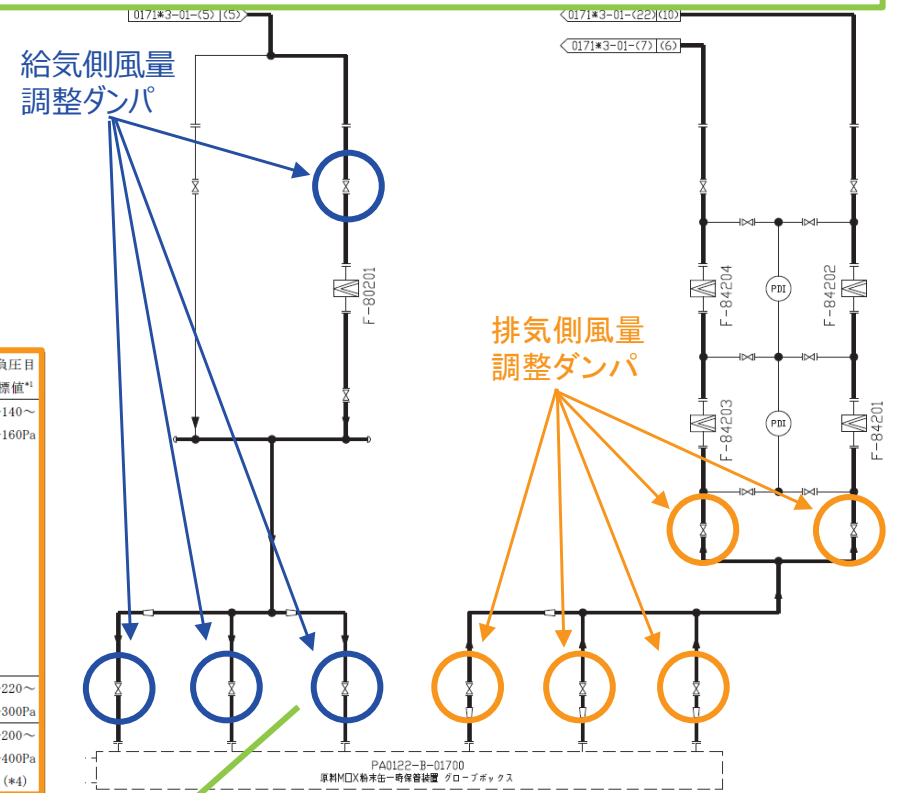 0171*3-01-(5) (5)
0171*3-01-(22) (10)
0171*3-01-(7) (6)
給気側風量
調整ダンパ
F-80201
F-84204
PDI
F-84202
排気側風量
調整ダンパ
F-84203
PDI
F-84201
負圧目
標値*1
-140～
-160Pa
-220～
-300Pa
-200～
-400Pa
(*4)
PA0122-B-01700
原料MOX粉末缶一時保管装置 グローブボックス